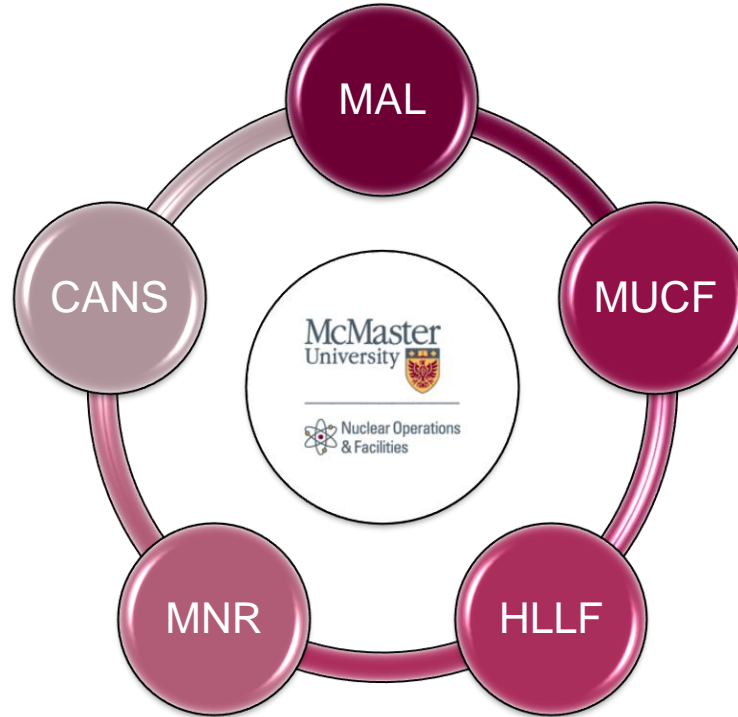 MAL
MUCF
HLLF
MNR
CANS
McMaster
University
Nuclear Operations
& Facilities